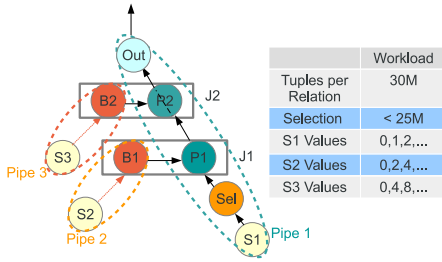 Out
B2
P2
J2
S3
B1
P1
J1
Pipe 3
Sel
S2
Pipe 2
S1
Pipe 1
Workload
Tuples per Relation 30M
Selection < 25M
S1 Values 0,1,2,...
S2 Values 0,2,4,...
S3 Values 0,4,8,...